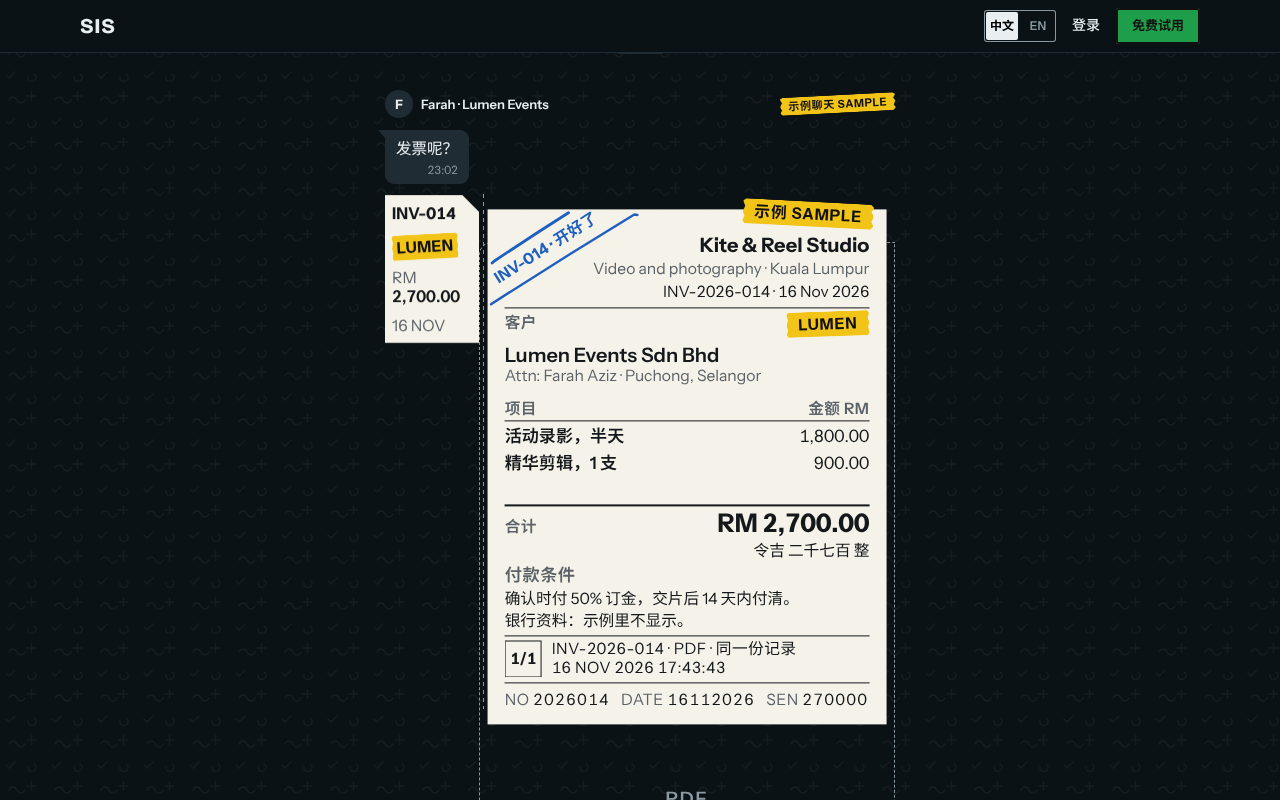 SIS
中文 EN 登录 免费试用
F Farah · Lumen Events
示例聊天 SAMPLE
发票呢?
23:02
INV-014
LUMEN
RM
2,700.00
16 NOV
INV-014 · 开好了
示例 SAMPLE
Kite & Reel Studio
Video and photography · Kuala Lumpur
INV-2026-014 · 16 Nov 2026
客户
LUMEN
Lumen Events Sdn Bhd
Attn: Farah Aziz · Puchong, Selangor
项目 金额 RM
活动录影，半天 1,800.00
精华剪辑，1 支 900.00
合计 RM 2,700.00
令吉 二千七百 整
付款条件
确认时付 50% 订金，交片后 14 天内付清。
银行资料：示例里不显示。
1/1
INV-2026-014 · PDF · 同一份记录
16 NOV 2026 17:43:43
NO 2026014 DATE 16112026 SEN 270000
PDF